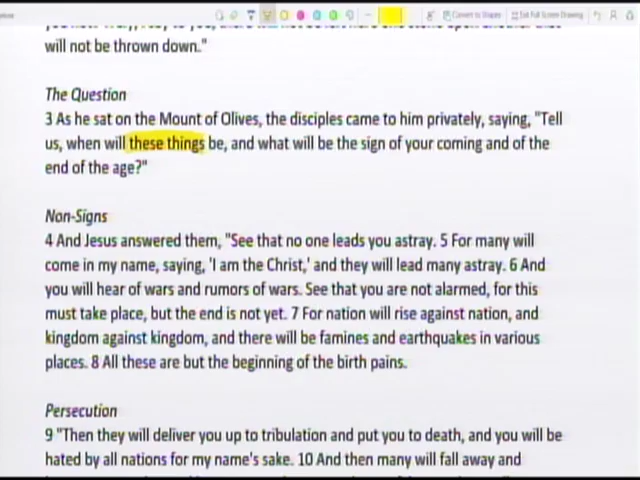 will not be thrown down."
The Question
3 As he sat on the Mount of Olives, the disciples came to him privately, saying, "Tell
us, when will these things be, and what will be the sign of your coming and of the
end of the age?"
Non-Signs
4 And Jesus answered them, "See that no one leads you astray. 5 For many will
come in my name, saying, 'I am the Christ,' and they will lead many astray. 6 And
you will hear of wars and rumors of wars. See that you are not alarmed, for this
must take place, but the end is not yet. 7 For nation will rise against nation, and
kingdom against kingdom, and there will be famines and earthquakes in various
places. 8 All these are but the beginning of the birth pains.
Persecution
9 "Then they will deliver you up to tribulation and put you to death, and you will be
hated by all nations for my name's sake. 10 And then many will fall away and